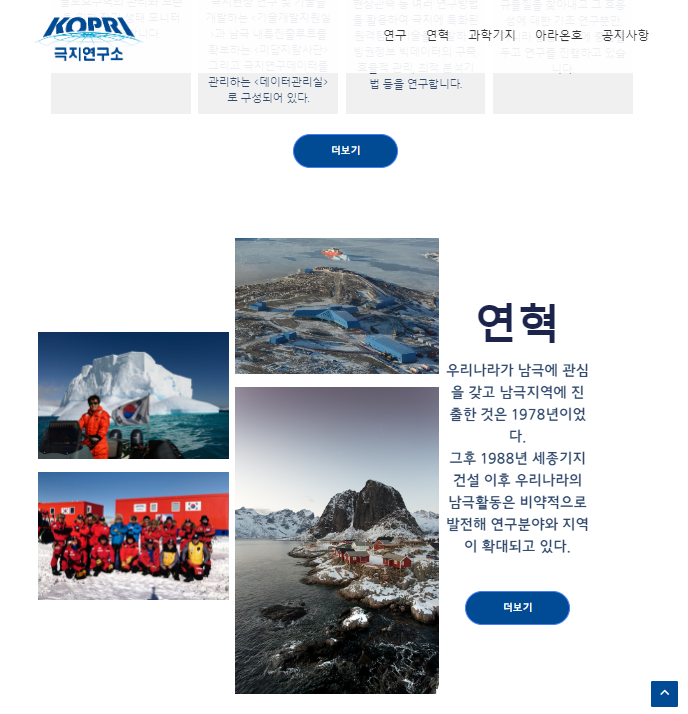 KOPRI
극지연구소
연구 연혁 과학기지 아라온호 공지사항
관리하는 <데이터관리실>
로 구성되어 있다.
법 등을 연구합니다.
더보기
연혁
우리나라가 남극에 관심
을 갖고 남극지역에 진
출한 것은 1978년이었
다.
그후 1988년 세종기지
건설 이후 우리나라의
남극활동은 비약적으로
발전해 연구분야와 지역
이 확대되고 있다.
더보기